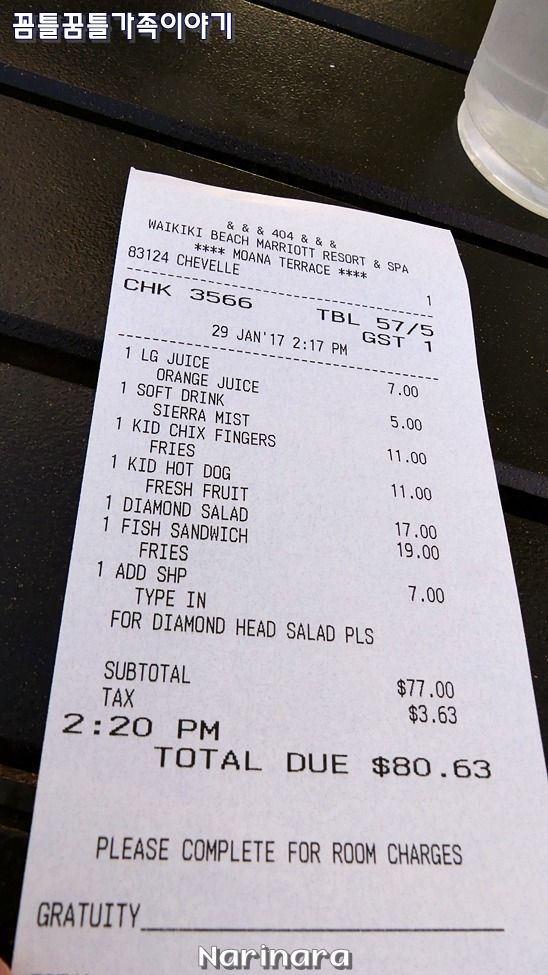 꿈틀꿈틀가족이야기
& & & 404 & & &
WAIKIKI BEACH MARRIOTT RESORT & SPA
**** MOANA TERRACE ****
83124 CHEVELLE 1
CHK 3566 TBL 57/5
GST 1
29 JAN'17 2:17 PM
1 LG JUICE
ORANGE JUICE 7.00
1 SOFT DRINK
SIERRA MIST 5.00
1 KID CHIX FINGERS
FRIES 11.00
1 KID HOT DOG
FRESH FRUIT 11.00
1 DIAMOND SALAD 17.00
1 FISH SANDWICH 19.00
FRIES
1 ADD SHP 7.00
TYPE IN
FOR DIAMOND HEAD SALAD PLS
SUBTOTAL $77.00
TAX $3.63
2:20 PM
TOTAL DUE $80.63
PLEASE COMPLETE FOR ROOM CHARGES
GRATUITY
Narinara